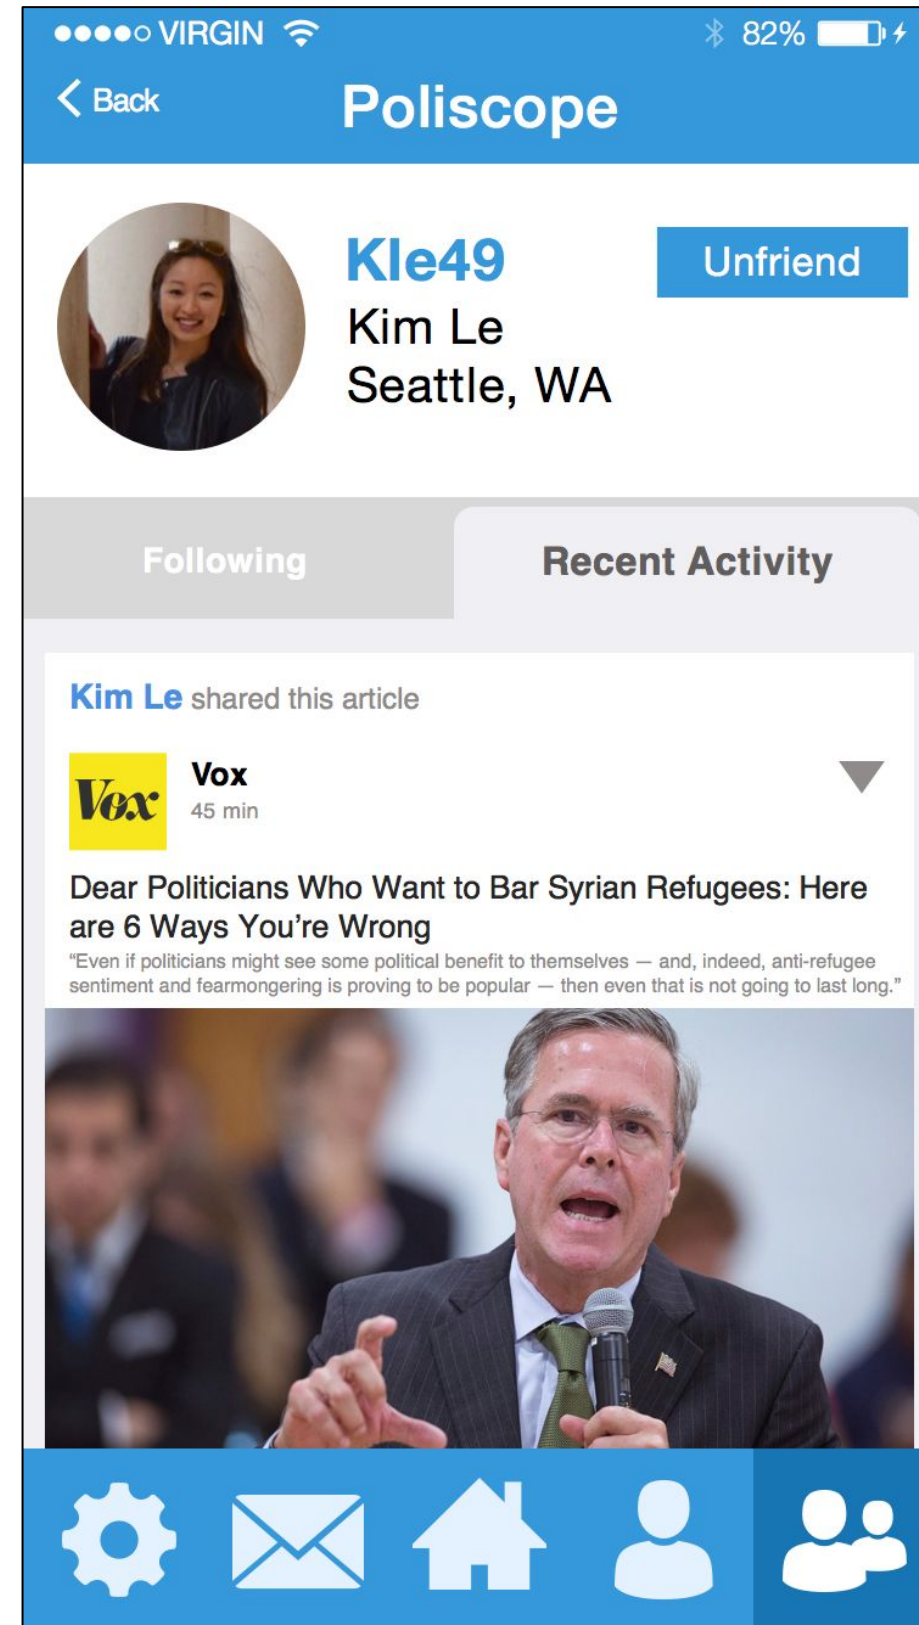 VIRGIN 82%
Back
Poliscope
Kle49
Unfriend
Kim Le
Seattle, WA
Following
Recent Activity
Kim Le shared this article
Vox
Vox
45 min
Dear Politicians Who Want to Bar Syrian Refugees: Here
are 6 Ways You’re Wrong
“Even if politicians might see some political benefit to themselves — and, indeed, anti-refugee
sentiment and fearmongering is proving to be popular — then even that is not going to last long.”